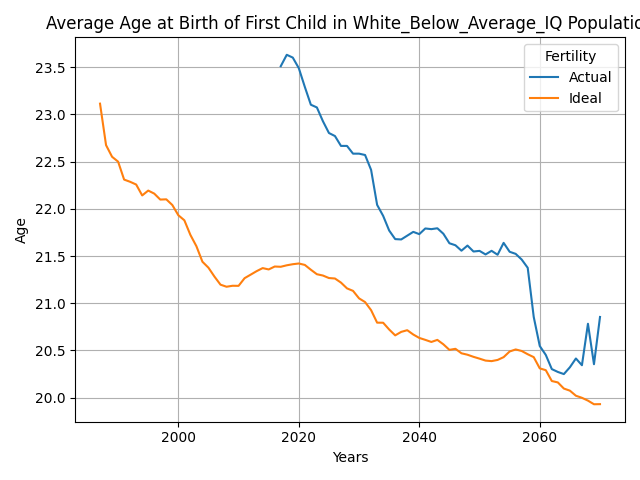 Average Age at Birth of First Child in White_Below_Average_IQ Populatio
Fertility
Actual
Ideal
23.5
23.0
22.5
22.0
21.5
21.0
20.5
20.0
Age
2000 2020 2040 2060
Years